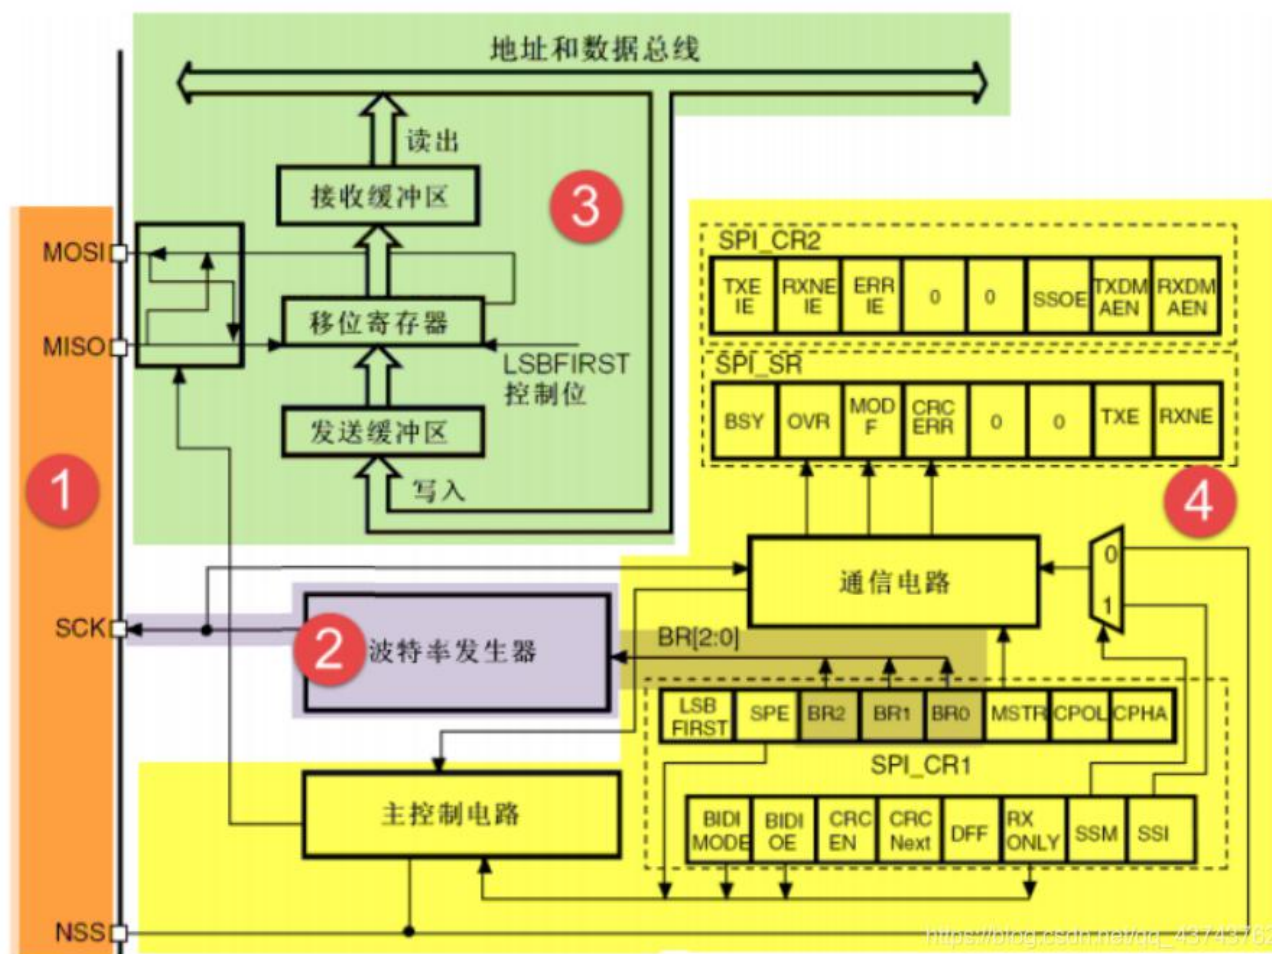 地址和数据总线
读出
接收缓冲区
3
MOSI
移位寄存器
MISO
LSBFIRST
控制位
发送缓冲区
写入
1
SPI_CR2
TXE IE
RXNE IE
ERR IE
0
0
SSOE
TXDM AEN
RXDM AEN
SPI_SR
BSY
OVR
MOD F
CRC ERR
0
0
TXE
RXNE
4
通信电路
0
1
SCK
2
波特率发生器
BR[2:0]
LSB FIRST
SPE
BR2
BR1
BR0
MSTR
CPOL
CPHA
SPI_CR1
主控制电路
BIDI MODE
BIDI OE
CRC EN
CRC Next
DFF
RX ONLY
SSM
SSI
NSS
https://blog.csdn.net/qq_43743762